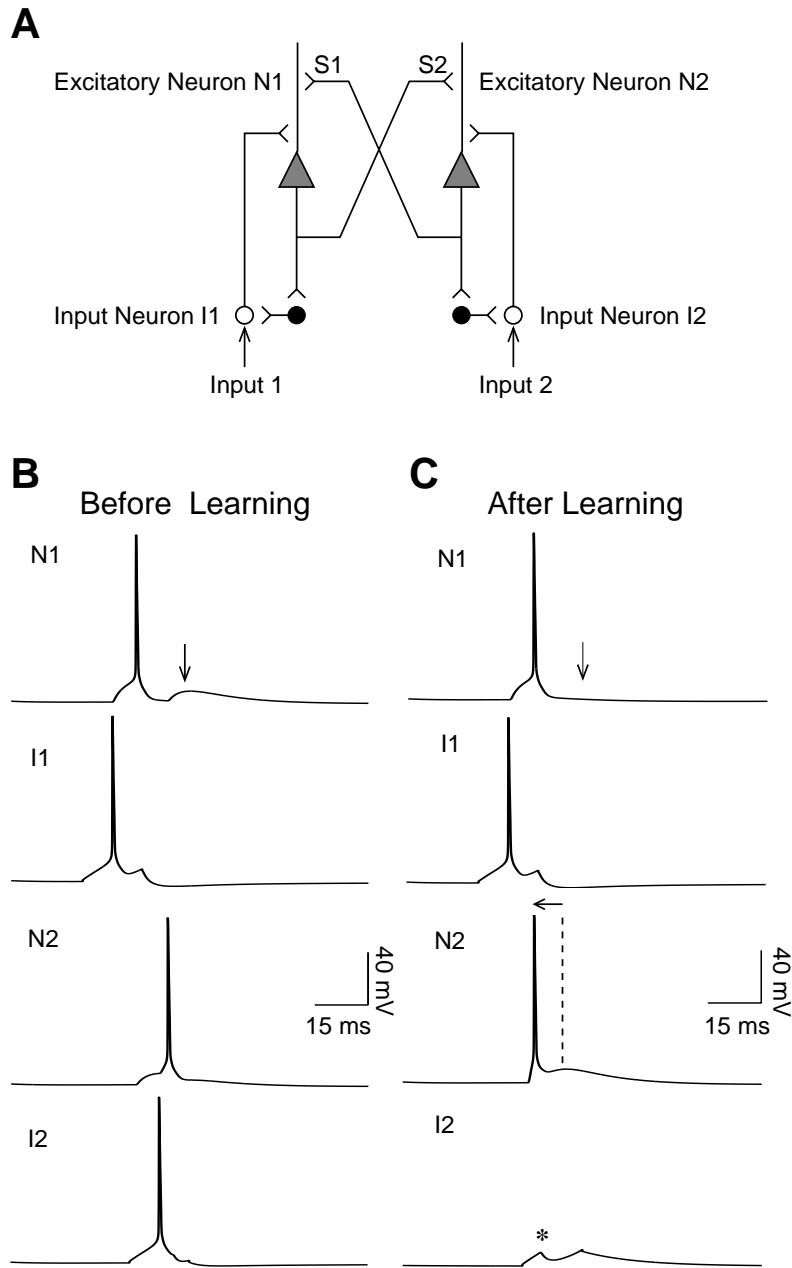 A
Excitatory Neuron N1
S1
S2
Excitatory Neuron N2
Input Neuron I1
Input Neuron I2
Input 1
Input 2
B
Before Learning
N1
I1
N2
40 mV
15 ms
I2
C
After Learning
N1
I1
N2
40 mV
15 ms
I2
*